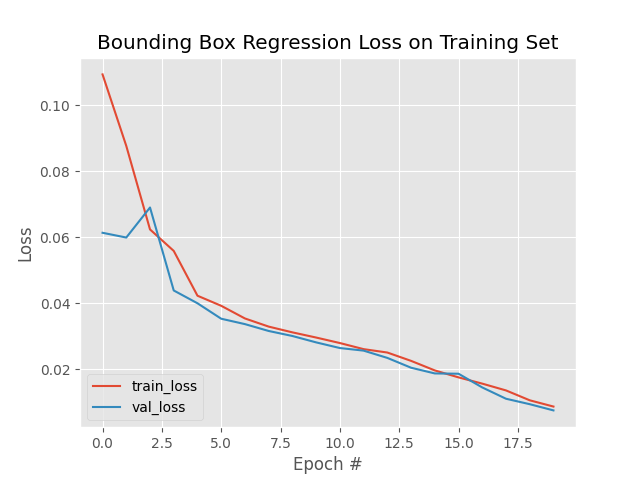 Bounding Box Regression Loss on Training Set
Loss
0.10
0.08
0.06
0.04
0.02
train_loss
val_loss
0.0 2.5 5.0 7.5 10.0 12.5 15.0 17.5
Epoch #